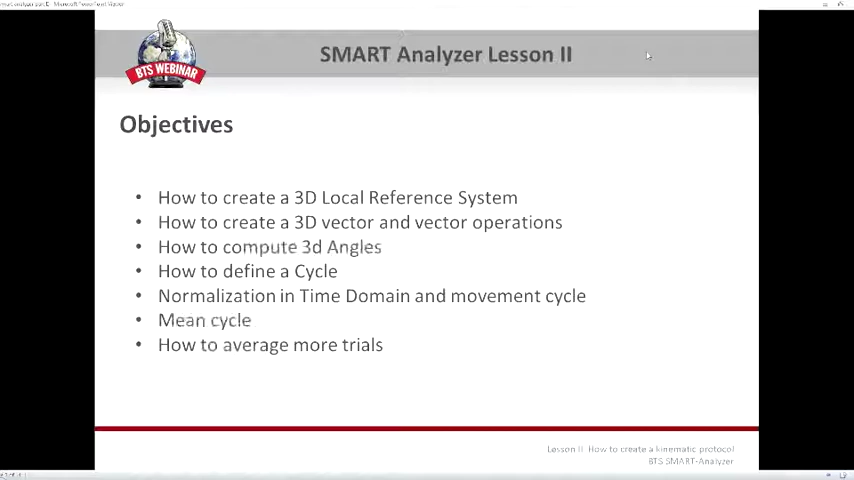 BTS WEBINAR
SMART Analyzer Lesson II
Objectives
• How to create a 3D Local Reference System
• How to create a 3D vector and vector operations
• How to compute 3d Angles
• How to define a Cycle
• Normalization in Time Domain and movement cycle
• Mean cycle
• How to average more trials
Lesson II How to create a kinematic protocol
BTS SMART-Analyzer